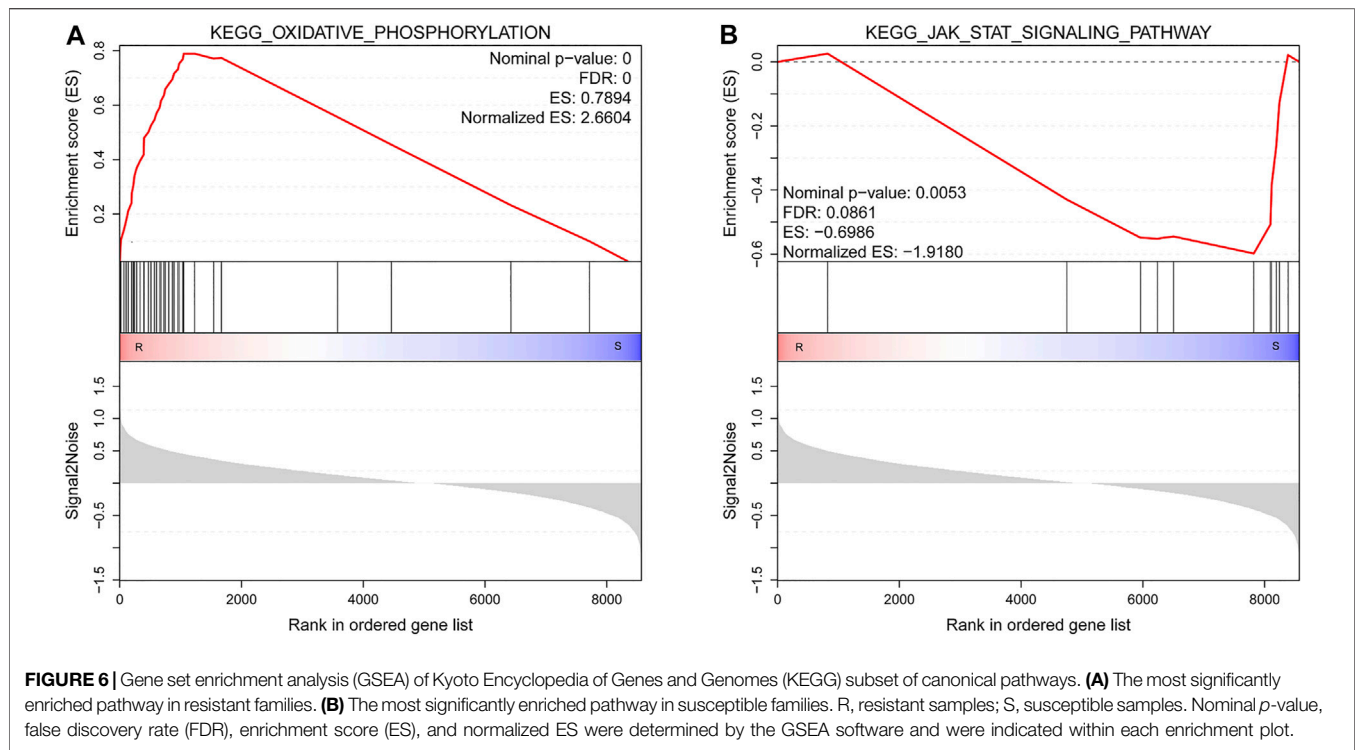 A
KEGG_OXIDATIVE_PHOSPHORYLATION
Enrichment score (ES)
0.8
0.6
0.4
0.2
Nominal p-value: 0
FDR: 0
ES: 0.7894
Normalized ES: 2.6604
R
S
Signal2Noise
1.5
1.0
0.5
0
−0.5
−1.5
0
2000
4000
6000
8000
Rank in ordered gene list
B
KEGG_JAK_STAT_SIGNALING_PATHWAY
Enrichment score (ES)
0.0
−0.2
−0.4
−0.6
Nominal p-value: 0.0053
FDR: 0.0861
ES: −0.6986
Normalized ES: −1.9180
R
S
Signal2Noise
1.5
1.0
0.5
0
−0.5
−1.5
0
2000
4000
6000
8000
Rank in ordered gene list
FIGURE 6 | Gene set enrichment analysis (GSEA) of Kyoto Encyclopedia of Genes and Genomes (KEGG) subset of canonical pathways. (A) The most significantly
enriched pathway in resistant families. (B) The most significantly enriched pathway in susceptible families. R, resistant samples; S, susceptible samples. Nominal p-value,
false discovery rate (FDR), enrichment score (ES), and normalized ES were determined by the GSEA software and were indicated within each enrichment plot.